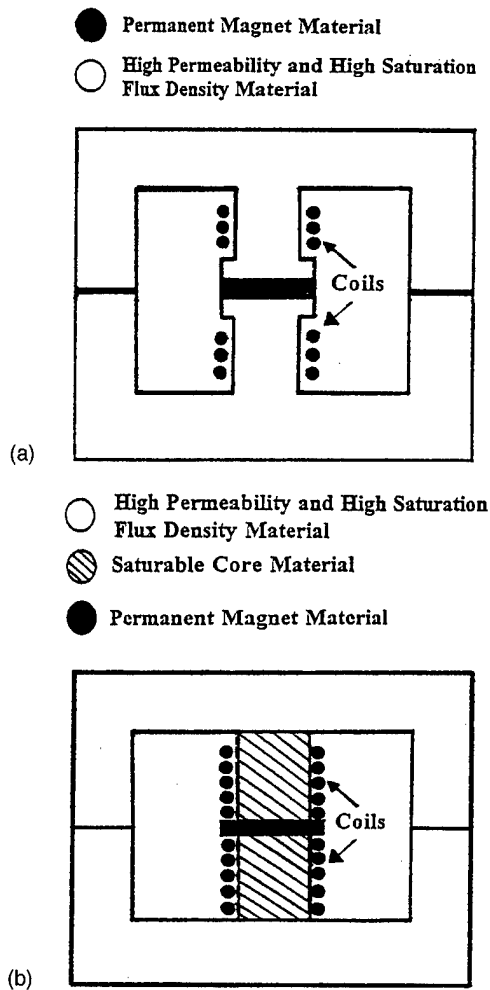 Permanent Magnet Material
High Permeability and High Saturation
Flux Density Material
Coils
(a)
High Permeability and High Saturation
Flux Density Material
Saturable Core Material
Permanent Magnet Material
Coils
(b)